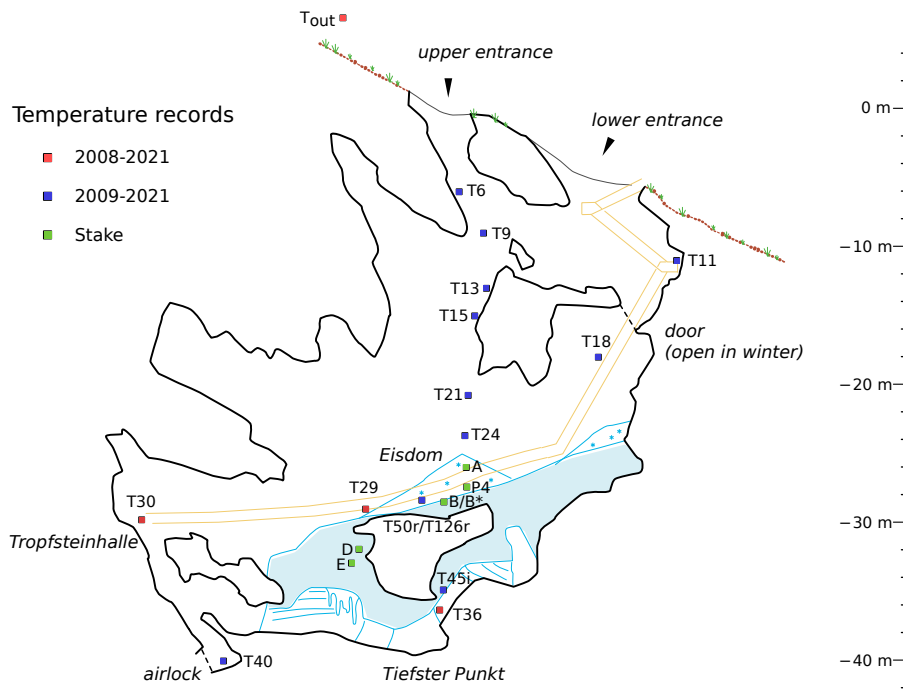 Tout
upper entrance
0 m
Temperature records
lower entrance
2008-2021
2009-2021
T6
Stake
T9
−10 m
T11
T13
T15
door
(open in winter)
T18
−20 m
T21
T24
Eisdom
A
P4
T29
T30
B/B*
T50r/T126r
−30 m
Tropfsteinhalle
D
E
T45i
T36
T40
airlock
Tiefster Punkt
−40 m